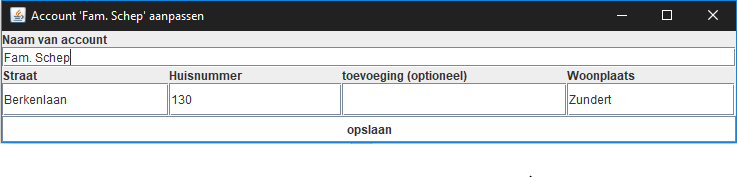 Account 'Fam. Schep' aanpassen
Naam van account
Fam. Schep
Straat Huisnummer toevoeging (optioneel) Woonplaats
Berkenlaan 130 Zundert
opslaan